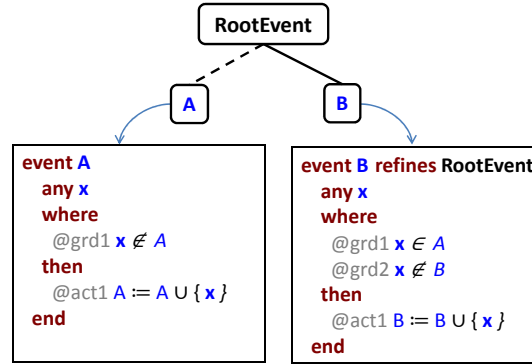 RootEvent
A
B
event A
any x
where
@grd1 x ∉ A
then
@act1 A ≔ A ∪ { x }
end
event B refines RootEvent
any x
where
@grd1 x ∈ A
@grd2 x ∉ B
then
@act1 B ≔ B ∪ { x }
end